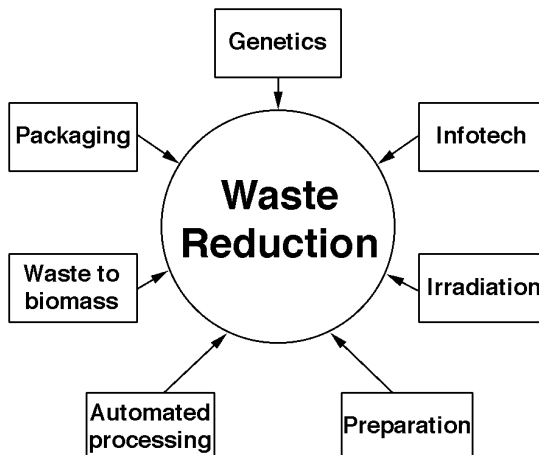 Genetics
Packaging
Infotech
Waste
Reduction
Waste to
biomass
Irradiation
Automated
processing
Preparation